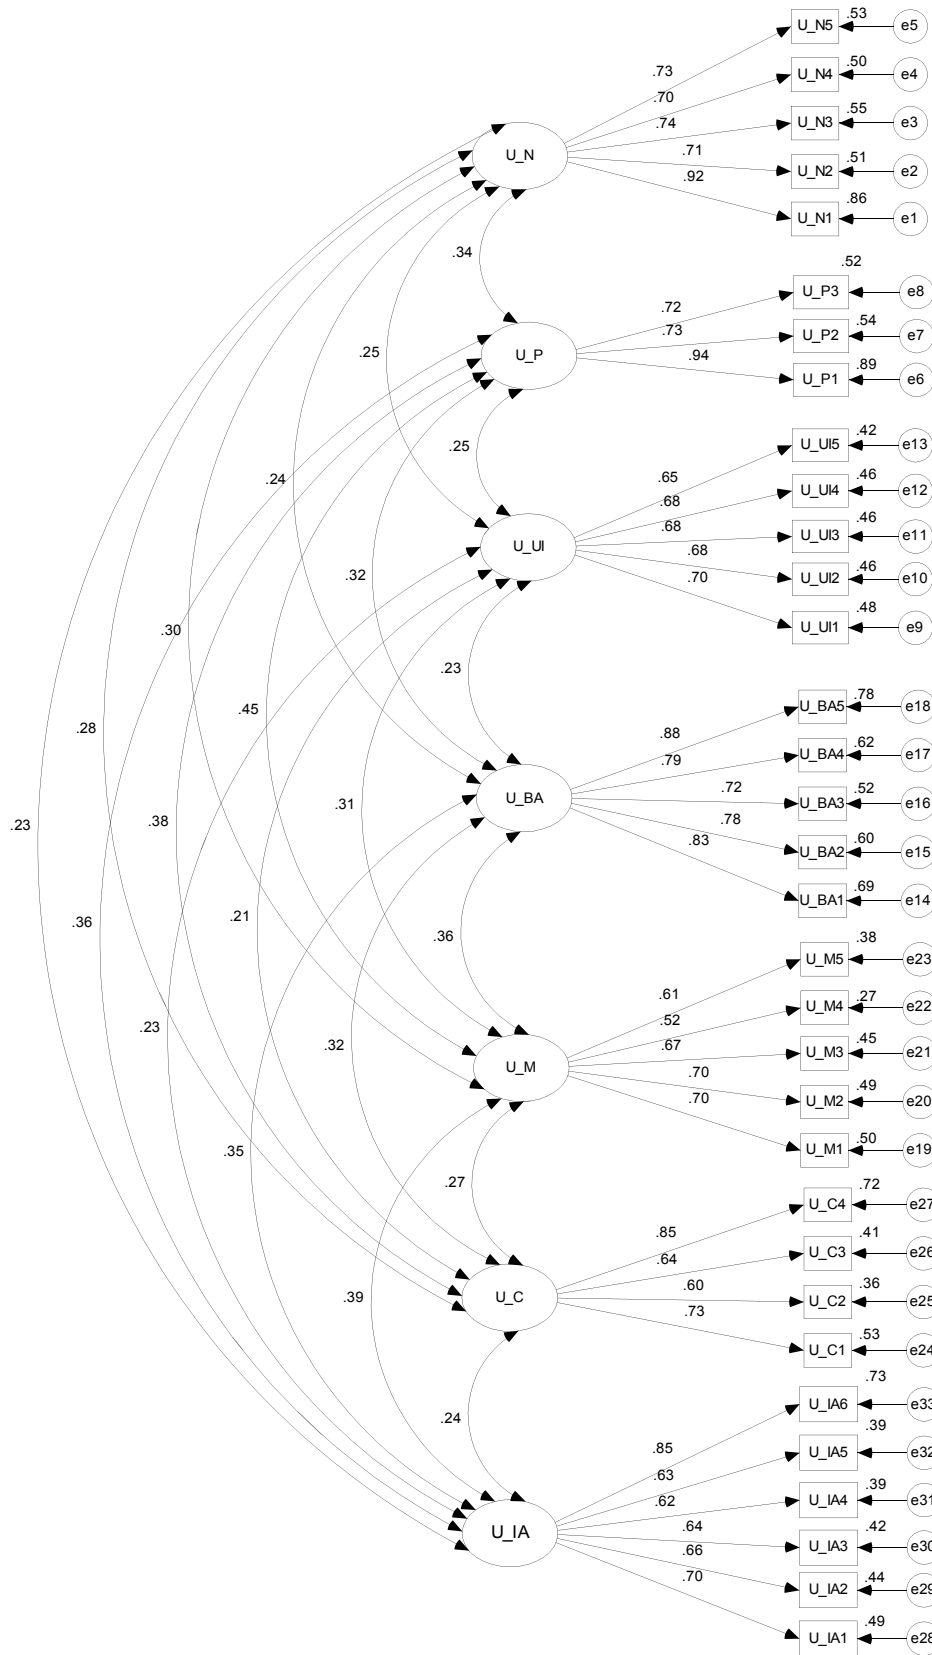 .53
U_N5
e5
.73
.50
U_N4
e4
.70
.55
U_N3
e3
.74
.51
U_N2
e2
.71
.86
U_N1
e1
.92
U_N
.34
.52
U_P3
e8
.72
.54
U_P2
e7
.73
.89
U_P1
e6
.94
U_P
.25
.25
.42
U_UI5
e13
.65
.46
U_UI4
e12
.68
.46
U_UI3
e11
.68
.46
U_UI2
e10
.68
.48
U_UI1
e9
.70
U_UI
.24
.32
.30
.23
.78
U_BA5
e18
.88
.62
U_BA4
e17
.79
.52
U_BA3
e16
.72
.60
U_BA2
e15
.78
.69
U_BA1
e14
.83
U_BA
.45
.28
.31
.38
.23
.36
.21
.36
.38
U_M5
e23
.61
.27
U_M4
e22
.52
.45
U_M3
e21
.67
.49
U_M2
e20
.70
.50
U_M1
e19
.70
U_M
.23
.32
.35
.27
.72
U_C4
e27
.85
.41
U_C3
e26
.64
.36
U_C2
e25
.60
.53
U_C1
e24
.73
U_C
.39
.24
.73
U_IA6
e33
.85
.39
U_IA5
e32
.63
.39
U_IA4
e31
.62
.42
U_IA3
e30
.64
.44
U_IA2
e29
.66
.49
U_IA1
e28
.70
U_IA